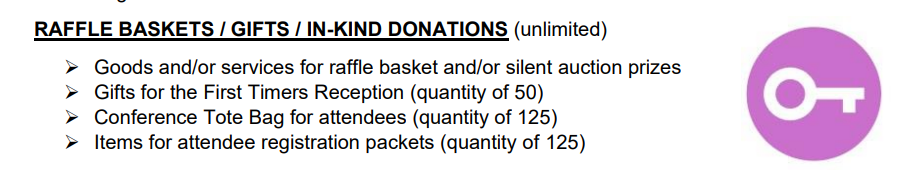 RAFFLE BASKETS / GIFTS / IN-KIND DONATIONS (unlimited)
➢ Goods and/or services for raffle basket and/or silent auction prizes
➢ Gifts for the First Timers Reception (quantity of 50)
➢ Conference Tote Bag for attendees (quantity of 125)
➢ Items for attendee registration packets (quantity of 125)